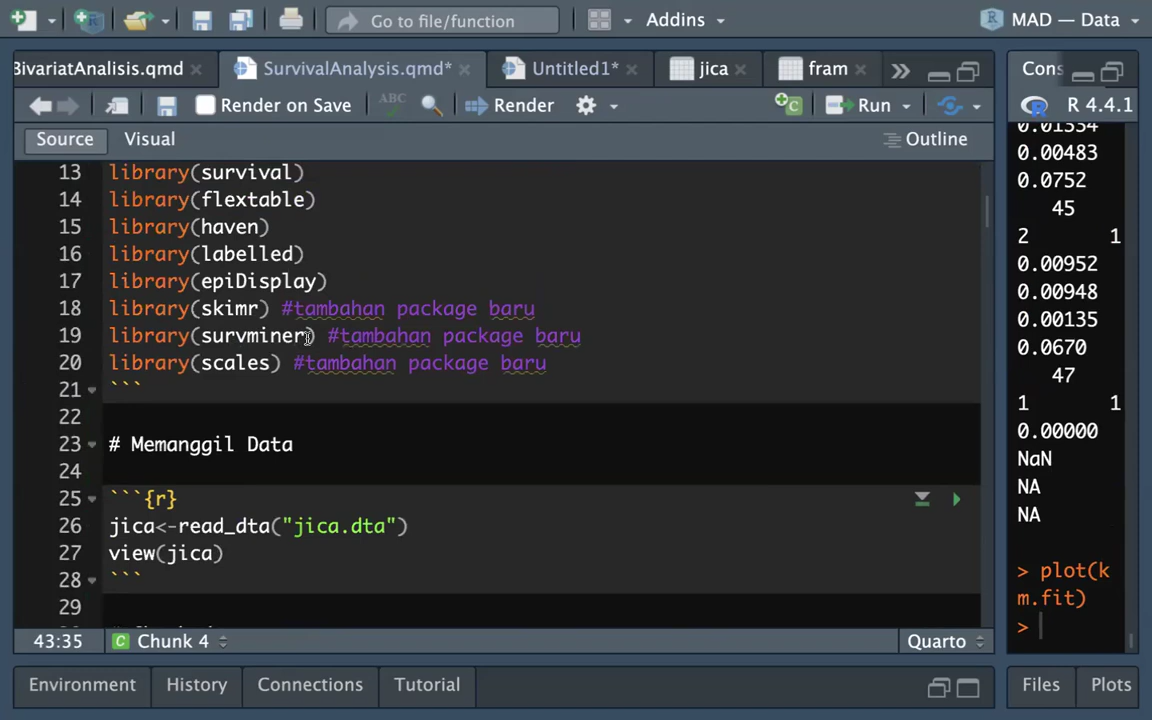 Go to file/function
Addins
MAD — Data
BivariatAnalisis.qmd
SurvivalAnalysis.qmd*
Untitled1*
jica
fram
Render on Save
ABC
Render
Run
Source
Visual
Outline
13 library(survival)
14 library(flextable)
15 library(haven)
16 library(labelled)
17 library(epiDisplay)
18 library(skimr) #tambahan package baru
19 library(survminer) #tambahan package baru
20 library(scales) #tambahan package baru
21 ```
22
23 # Memanggil Data
24
25 ```{r}
26 jica<-read_dta("jica.dta")
27 view(jica)
28 ```
29
43:35
Chunk 4
Quarto
Environment
History
Connections
Tutorial
Cons
R 4.4.1
0.01334
0.00483
0.0752
45
2 1
0.00952
0.00948
0.00135
0.0670
47
1 1
0.00000
NaN
NA
NA
> plot(k
m.fit)
>
Files
Plots